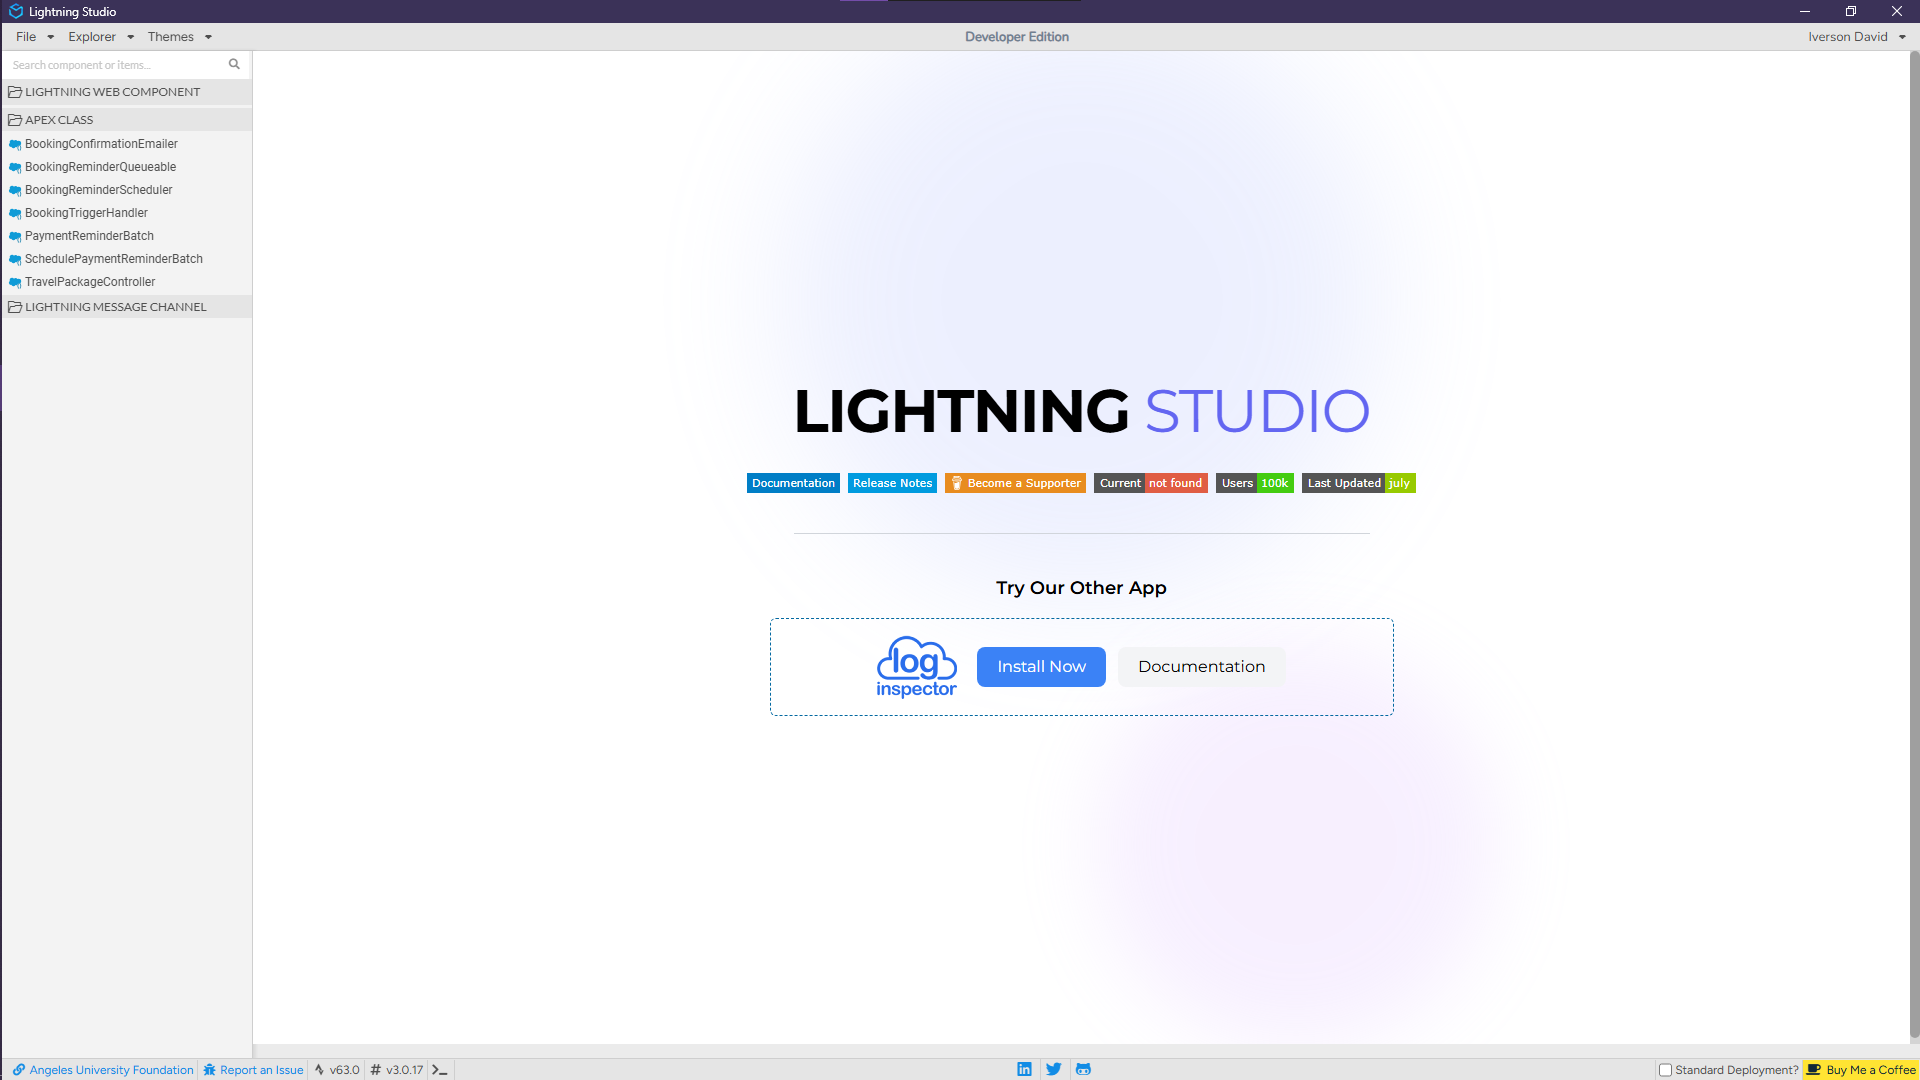 Lightning Studio
File Explorer Themes Developer Edition Iverson David
Search component or items...
LIGHTNING WEB COMPONENT
APEX CLASS
BookingConfirmationEmailer
BookingReminderQueueable
BookingReminderScheduler
BookingTriggerHandler
PaymentReminderBatch
SchedulePaymentReminderBatch
TravelPackageController
LIGHTNING MESSAGE CHANNEL
LIGHTNING STUDIO
Documentation Release Notes Become a Supporter Current not found Users 100k Last Updated july
Try Our Other App
log
inspector
Install Now Documentation
Angeles University Foundation Report an Issue v63.0 # v3.0.17 Standard Deployment? Buy Me a Coffee